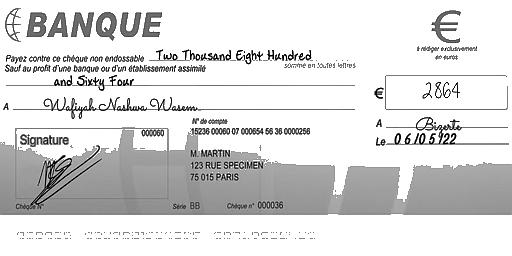 BANQUE
€
à rédiger exclusivement
en euros
Payez contre ce chèque non endossable Two Thousand Eight Hundred
Sauf au profit d'une banque ou d'un établissement assimilé
somme en toutes lettres
and Sixty Four
€ 2864
A Wafiyah Nashwa Wasem
A Bizerte
Le 06/05/22
Signature
000060
N° de compte
15236 00060 07 000654 56 36 0000256
M. MARTIN
123 RUE SPECIMEN
75 015 PARIS
Chèque N°
Série BB
Chèque n° 000036